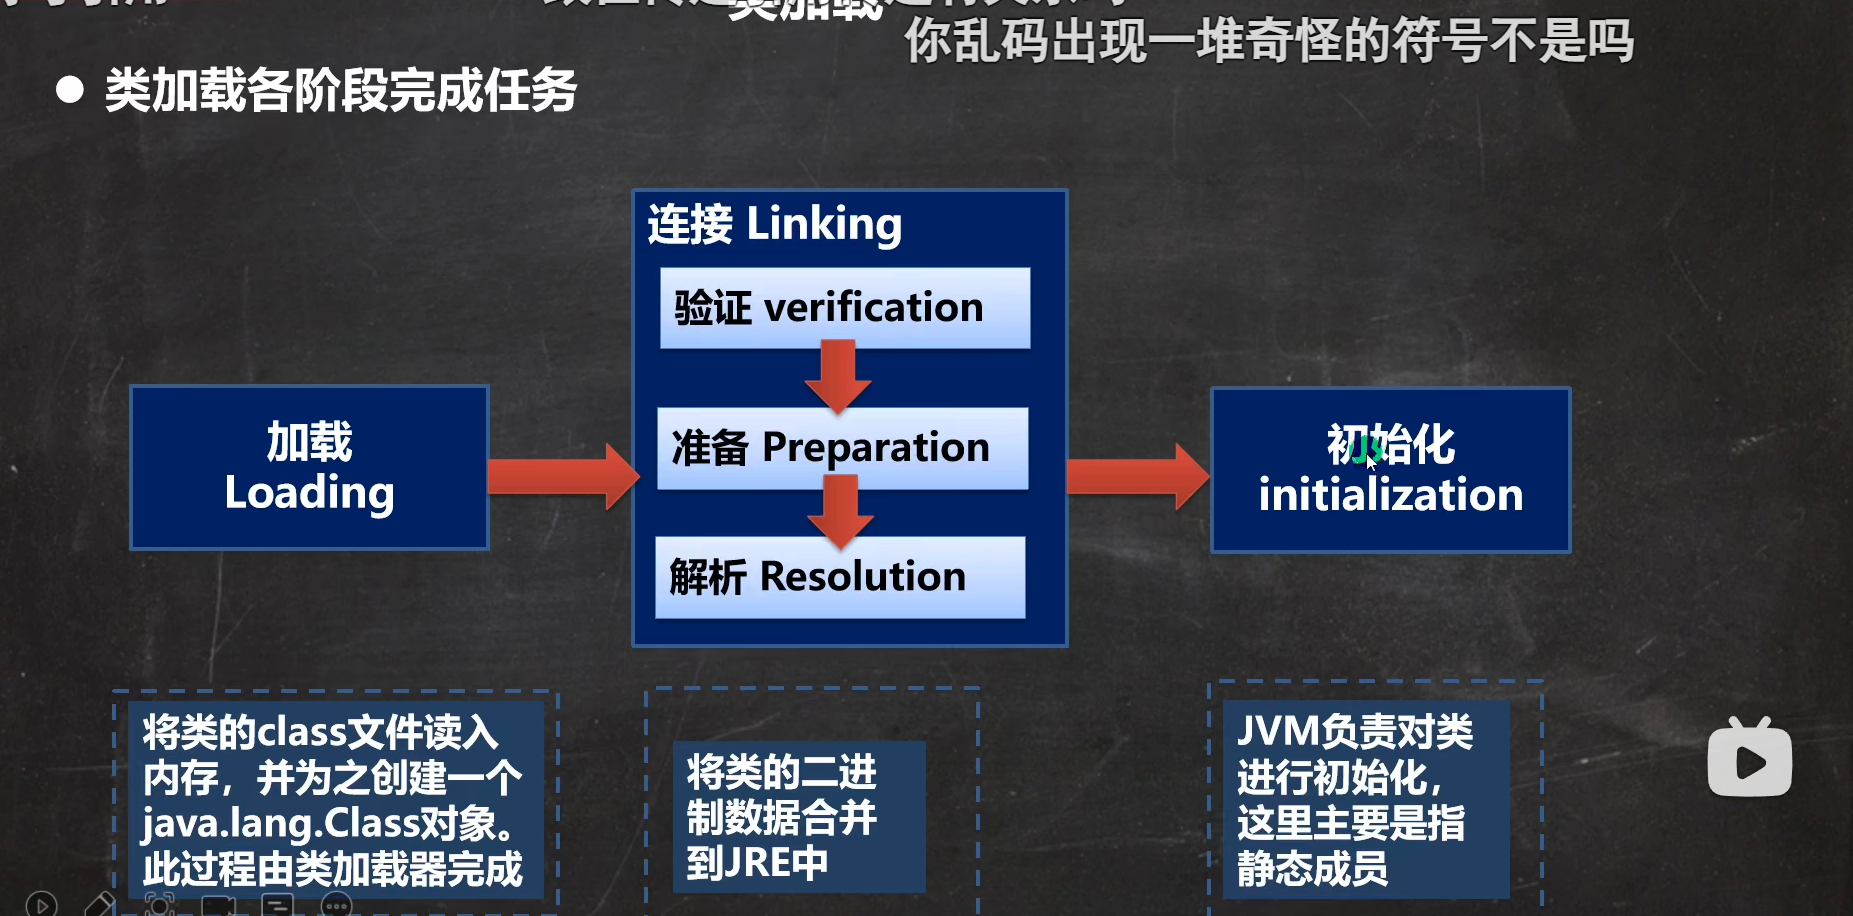 类加载
你乱码出现一堆奇怪的符号不是吗
类加载各阶段完成任务
连接 Linking
验证 verification
准备 Preparation
解析 Resolution
加载
Loading
初始化
initialization
将类的class文件读入
内存，并为之创建一个
java.lang.Class对象。
此过程由类加载器完成
将类的二进
制数据合并
到JRE中
JVM负责对类
进行初始化，
这里主要是指
静态成员